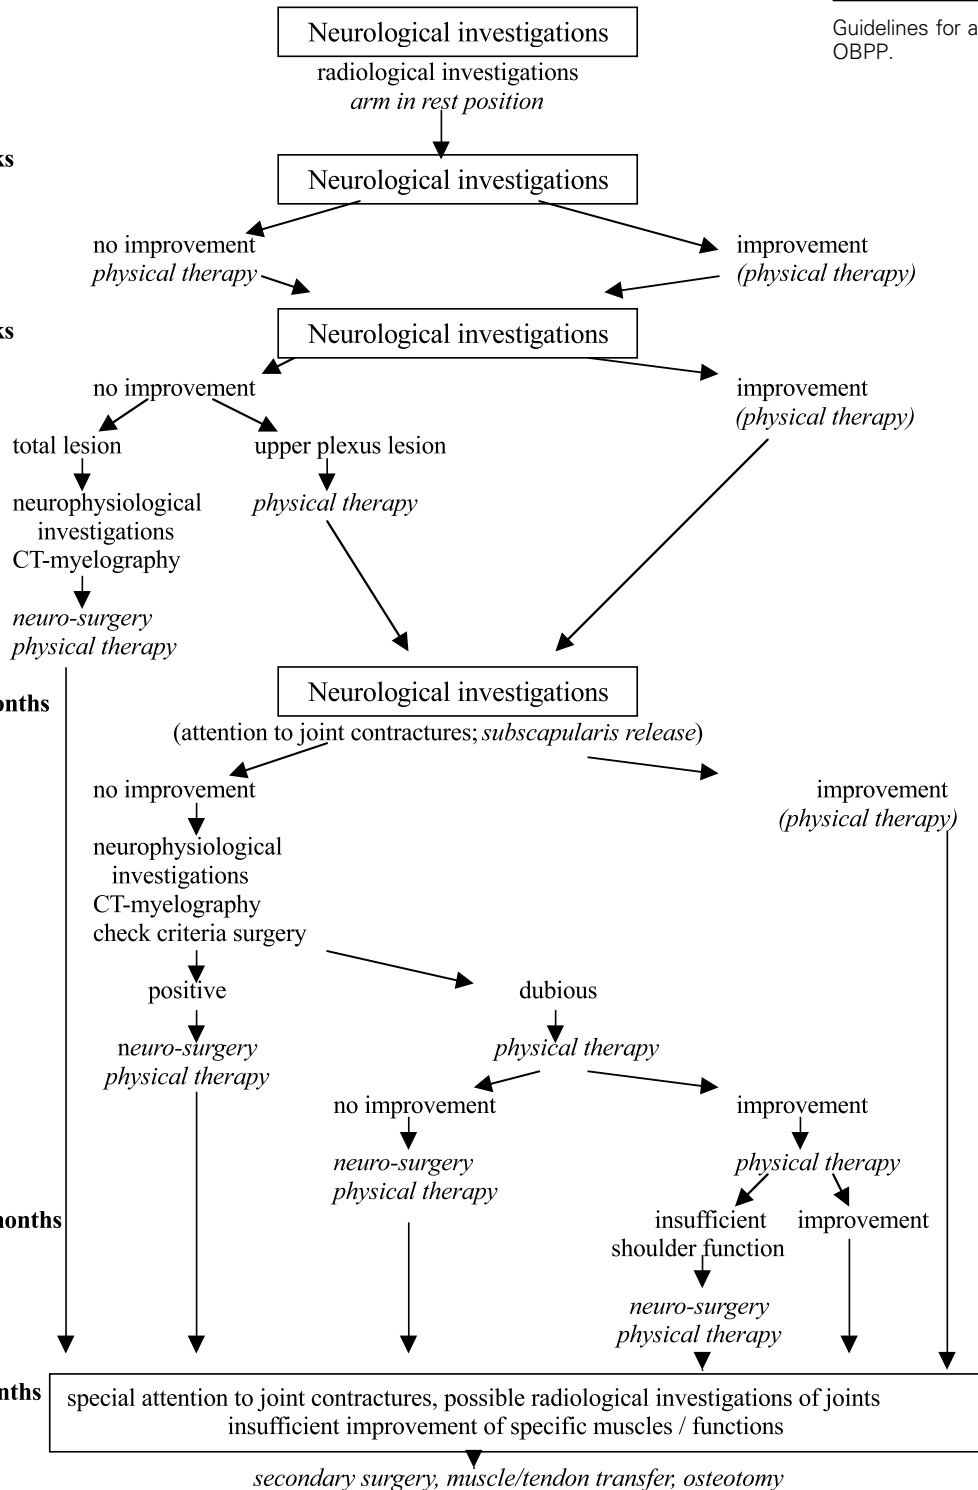 Neurological investigations
Guidelines for a
OBPP.
radiological investigations
arm in rest position
ks
Neurological investigations
no improvement
physical therapy
improvement
(physical therapy)
ks
Neurological investigations
no improvement
improvement
(physical therapy)
total lesion
upper plexus lesion
neurophysiological
investigations
CT-myelography
physical therapy
neuro-surgery
physical therapy
Neurological investigations
onths
(attention to joint contractures; subscapularis release)
no improvement
improvement
(physical therapy)
neurophysiological
investigations
CT-myelography
check criteria surgery
positive
dubious
neuro-surgery
physical therapy
physical therapy
no improvement
improvement
neuro-surgery
physical therapy
physical therapy
nonths
insufficient
shoulder function
improvement
neuro-surgery
physical therapy
nths
special attention to joint contractures, possible radiological investigations of joints
insufficient improvement of specific muscles / functions
secondary surgery, muscle/tendon transfer, osteotomy